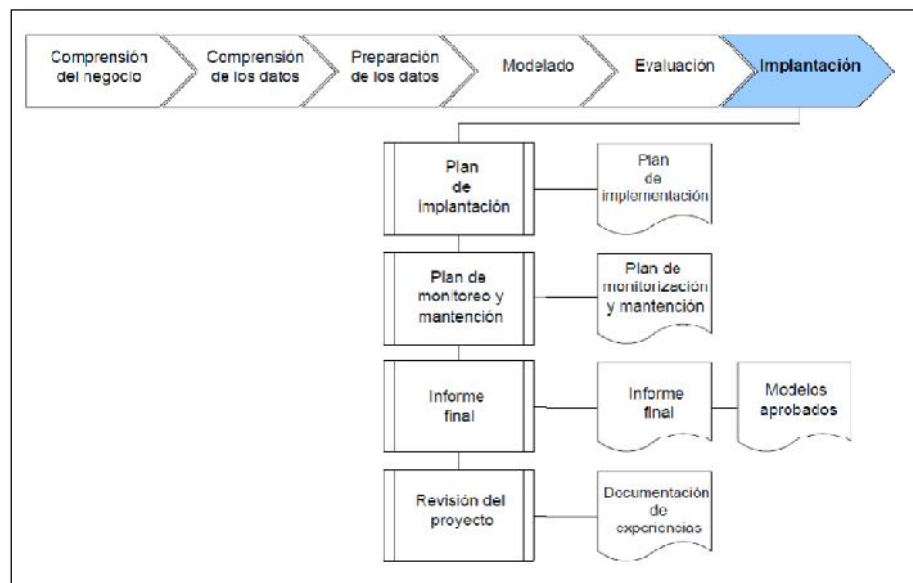 Comprensión
del negocio
Comprensión
de los datos
Preparación
de los datos
Modelado
Evaluación
Implantación
Plan
de
implantación
Plan
de
implementación
Plan de
monitoreo y
mantención
Plan de
monitorización
y mantención
Informe
final
Informe
final
Modelos
aprobados
Revisión del
proyecto
Documentación
de
experiencias